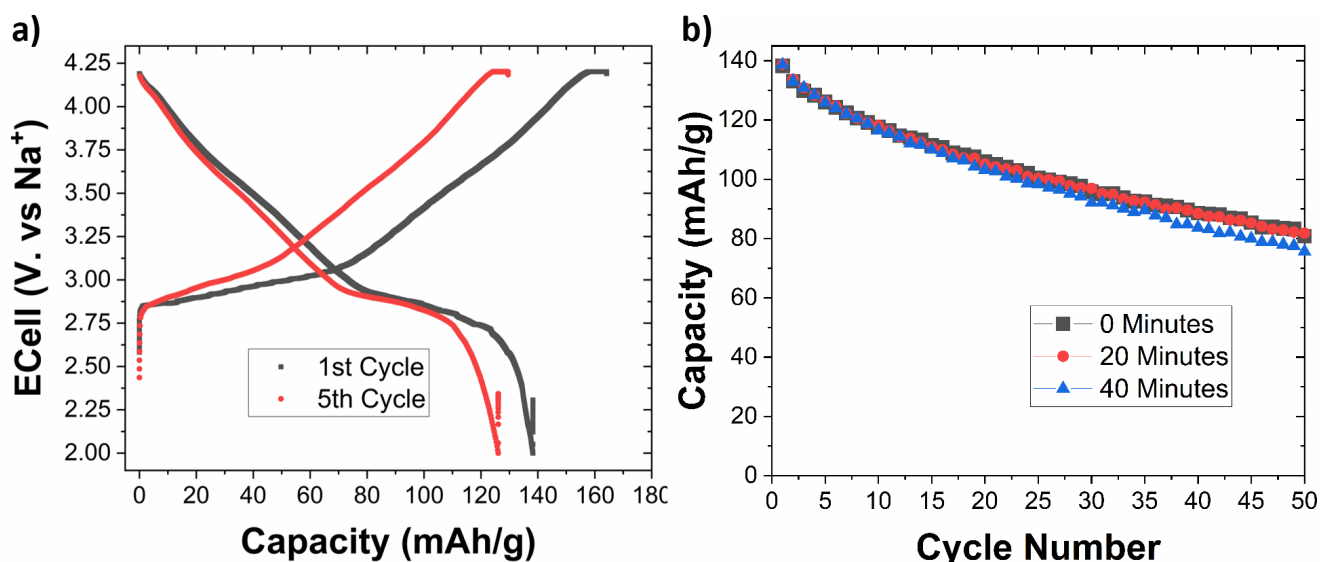 a)
ECell (V. vs Na⁺)
4.25
4.00
3.75
3.50
3.25
3.00
2.75
2.50
2.25
2.00
1st Cycle
5th Cycle
0 20 40 60 80 100 120 140 160 180
Capacity (mAh/g)
b)
Capacity (mAh/g)
140
120
100
80
60
40
20
0
0 Minutes
20 Minutes
40 Minutes
0 5 10 15 20 25 30 35 40 45 50
Cycle Number